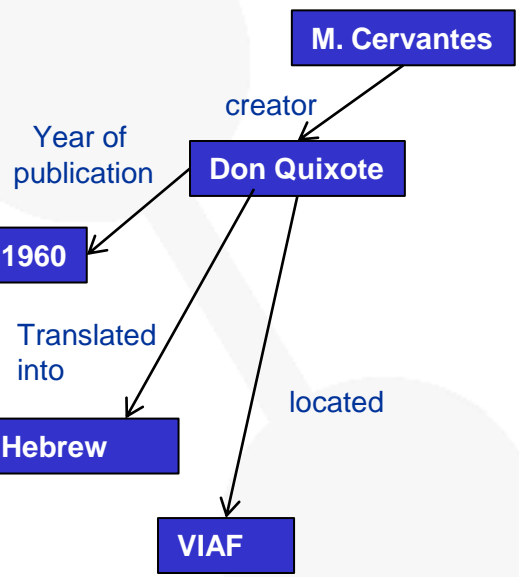 M. Cervantes
creator
Year of
publication
Don Quixote
1960
Translated
into
located
Hebrew
VIAF